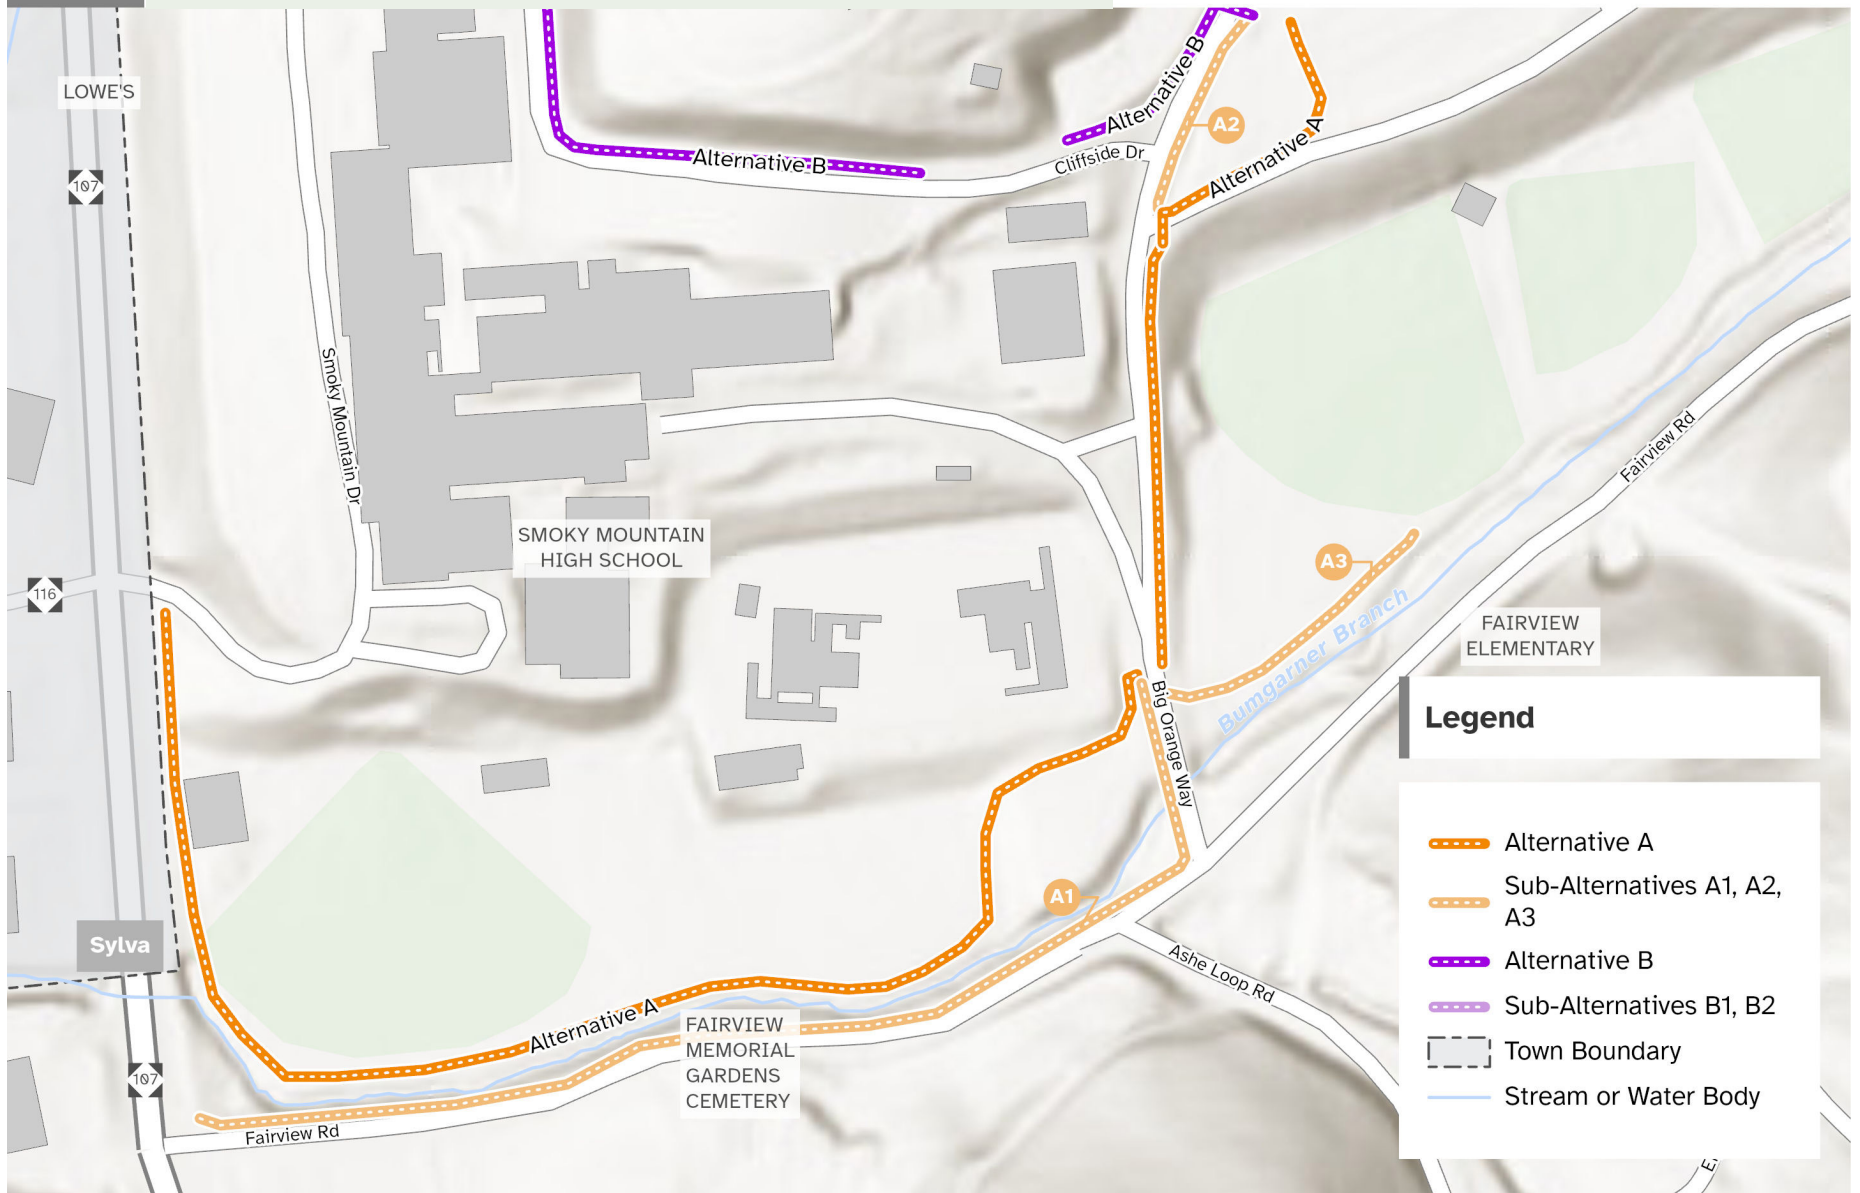 LOWE'S
107
Alternative B
Alternative B
A2
Alternative A
Cliffside Dr
Smoky Mountain Dr
Fairview Rd
SMOKY MOUNTAIN
HIGH SCHOOL
A3
116
Bumgarner Branch
FAIRVIEW
ELEMENTARY
Big Orange Way
A1
Sylva
Ashe Loop Rd
Alternative A
FAIRVIEW
MEMORIAL
GARDENS
CEMETERY
107
Fairview Rd
Legend
Alternative A
Sub-Alternatives A1, A2,
A3
Alternative B
Sub-Alternatives B1, B2
Town Boundary
Stream or Water Body